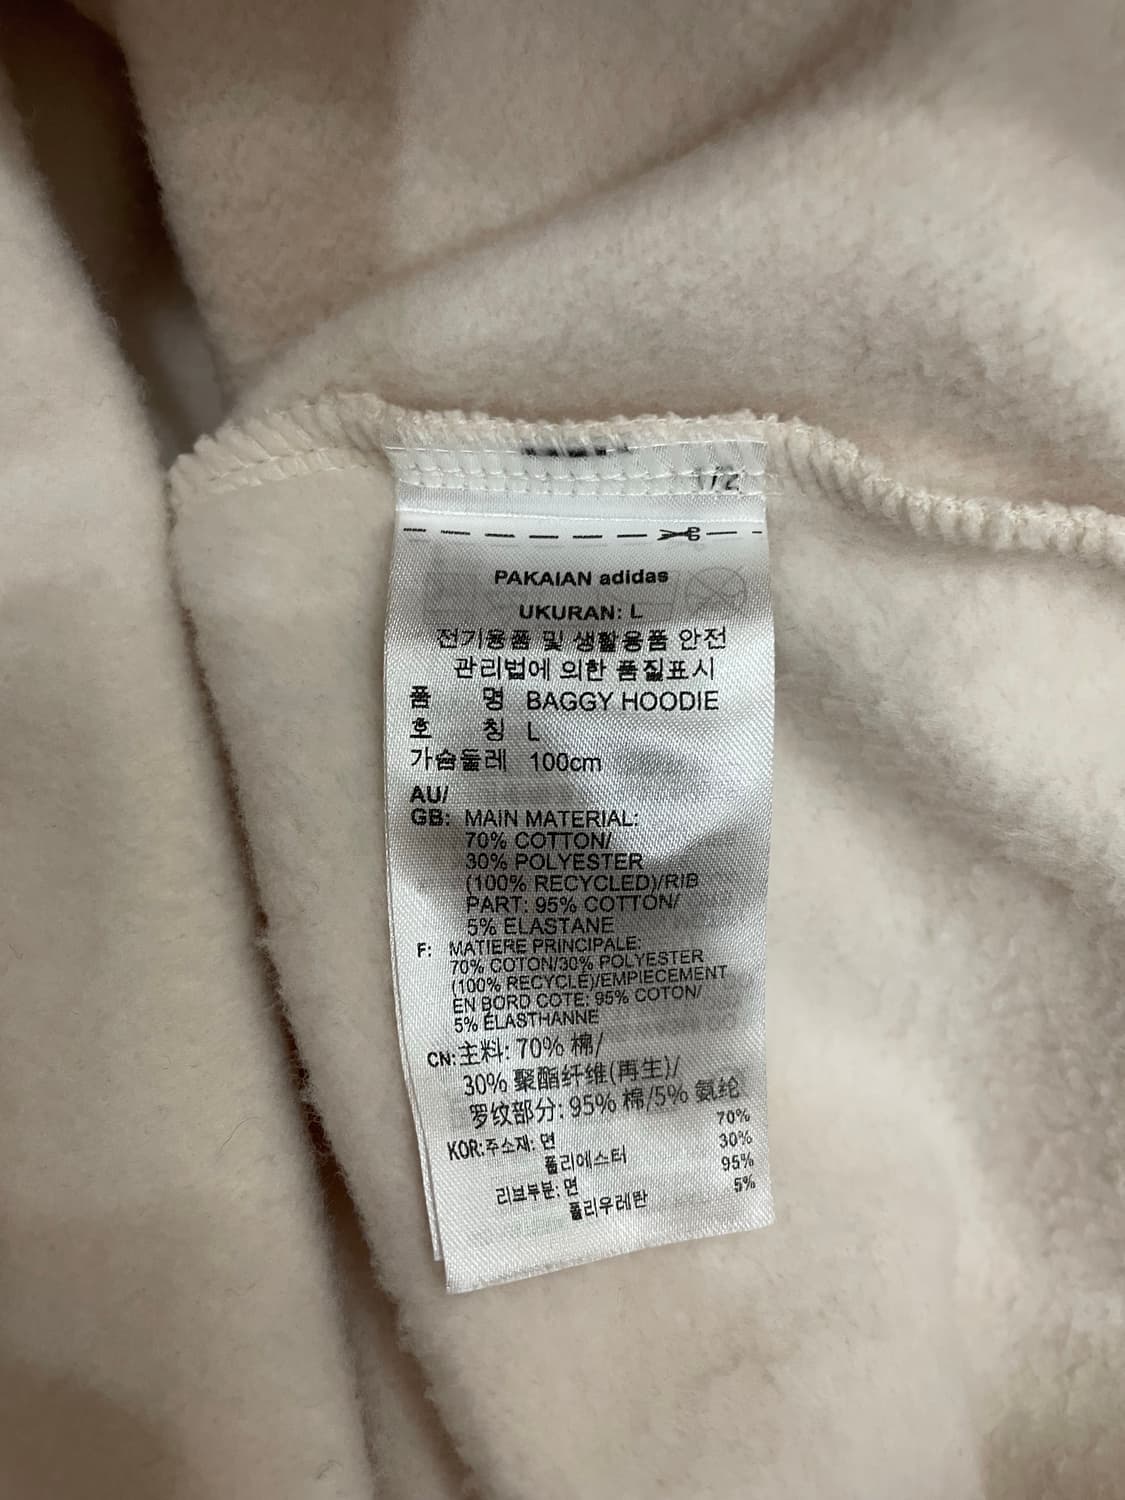 PAKAIAN adidas
UKURAN: L
전기용품 및 생활용품 안전
관리법에 의한 품질표시
품 명 BAGGY HOODIE
호 칭 L
가슴둘레 100cm
AU/
GB: MAIN MATERIAL:
70% COTTON/
30% POLYESTER
(100% RECYCLED)/RIB
PART: 95% COTTON/
5% ELASTANE
F: MATIERE PRINCIPALE:
70% COTON/30% POLYESTER
(100% RECYCLÉ)/EMPIECEMENT
EN BORD COTE: 95% COTON/
5% ÉLASTHANNE
CN: 主料: 70% 棉/
30% 聚酯纤维(再生)/
罗纹部分: 95% 棉/5% 氨纶
KOR: 주소재: 면 70%
폴리에스터 30%
리브부분: 면 95%
폴리우레탄 5%